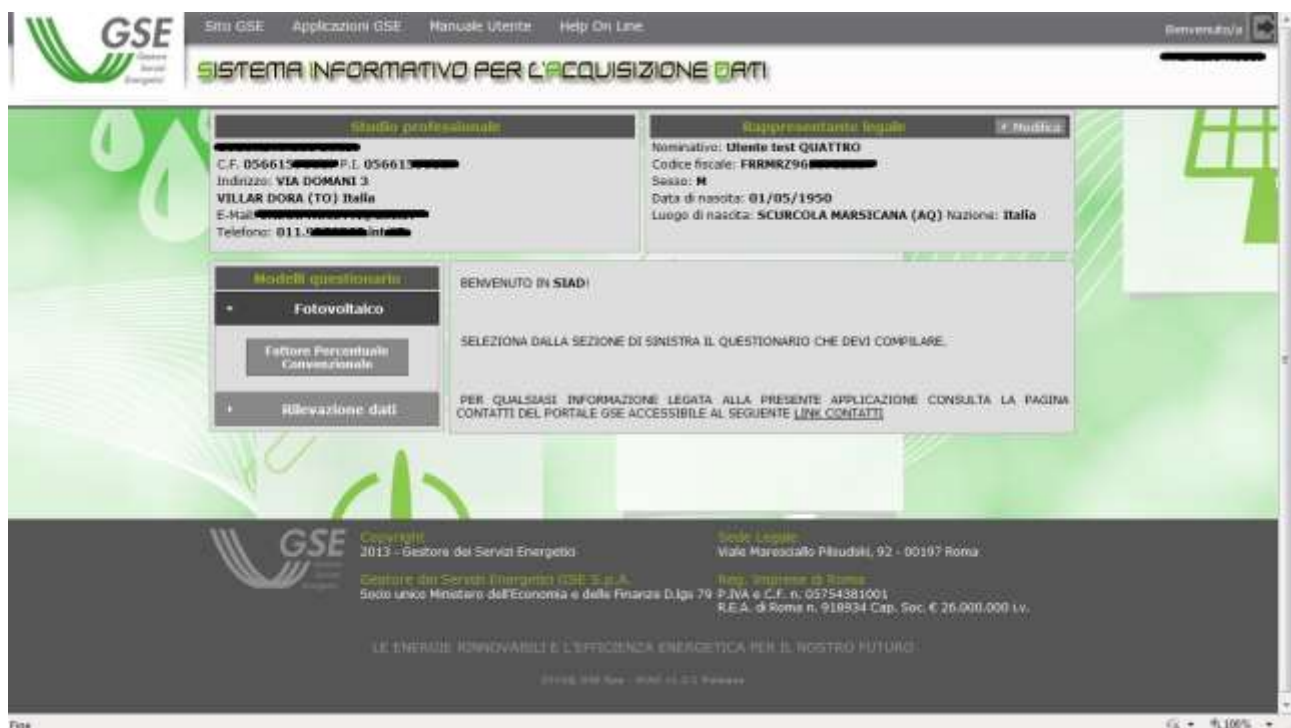 GSE
Gestore
Servizi
Energetici
Sito GSE Applicazioni GSE Manuale Utente Help On Line
Benvenuto/a
SISTEMA INFORMATIVO PER L'ACQUISIZIONE DATI
Studio professionale
C.F. 056615 P.I. 056615
Indirizzo: VIA DOMANI 3
VILLAR DORA (TO) Italia
E-Mail:
Telefono: 011.
Rappresentante legale
Modifica
Nominativo: Utente test QUATTRO
Codice fiscale: FRRMRZ96
Sesso: M
Data di nascita: 01/05/1950
Luogo di nascita: SCURCOLA MARSICANA (AQ) Nazione: Italia
Modelli questionario
Fotovoltaico
Fattore Percentuale
Convenzionale
Rilevazione dati
BENVENUTO IN SIAD!
SELEZIONA DALLA SEZIONE DI SINISTRA IL QUESTIONARIO CHE DEVI COMPILARE.
PER QUALSIASI INFORMAZIONE LEGATA ALLA PRESENTE APPLICAZIONE CONSULTA LA PAGINA
CONTATTI DEL PORTALE GSE ACCESSIBILE AL SEGUENTE LINK CONTATTI
GSE
Copyright
2013 - Gestore dei Servizi Energetici
Gestore dei Servizi Energetici GSE S.p.A.
Socio unico Ministero dell'Economia e delle Finanze D.lgs 79
Sede Legale
Viale Maresciallo Pilsudski, 92 - 00197 Roma
Reg. Imprese di Roma
P.IVA e C.F. n. 05754381001
R.E.A. di Roma n. 918934 Cap. Soc. € 26.000.000 i.v.
LE ENERGIE RINNOVABILI E L'EFFICIENZA ENERGETICA PER IL NOSTRO FUTURO
Fine
100%